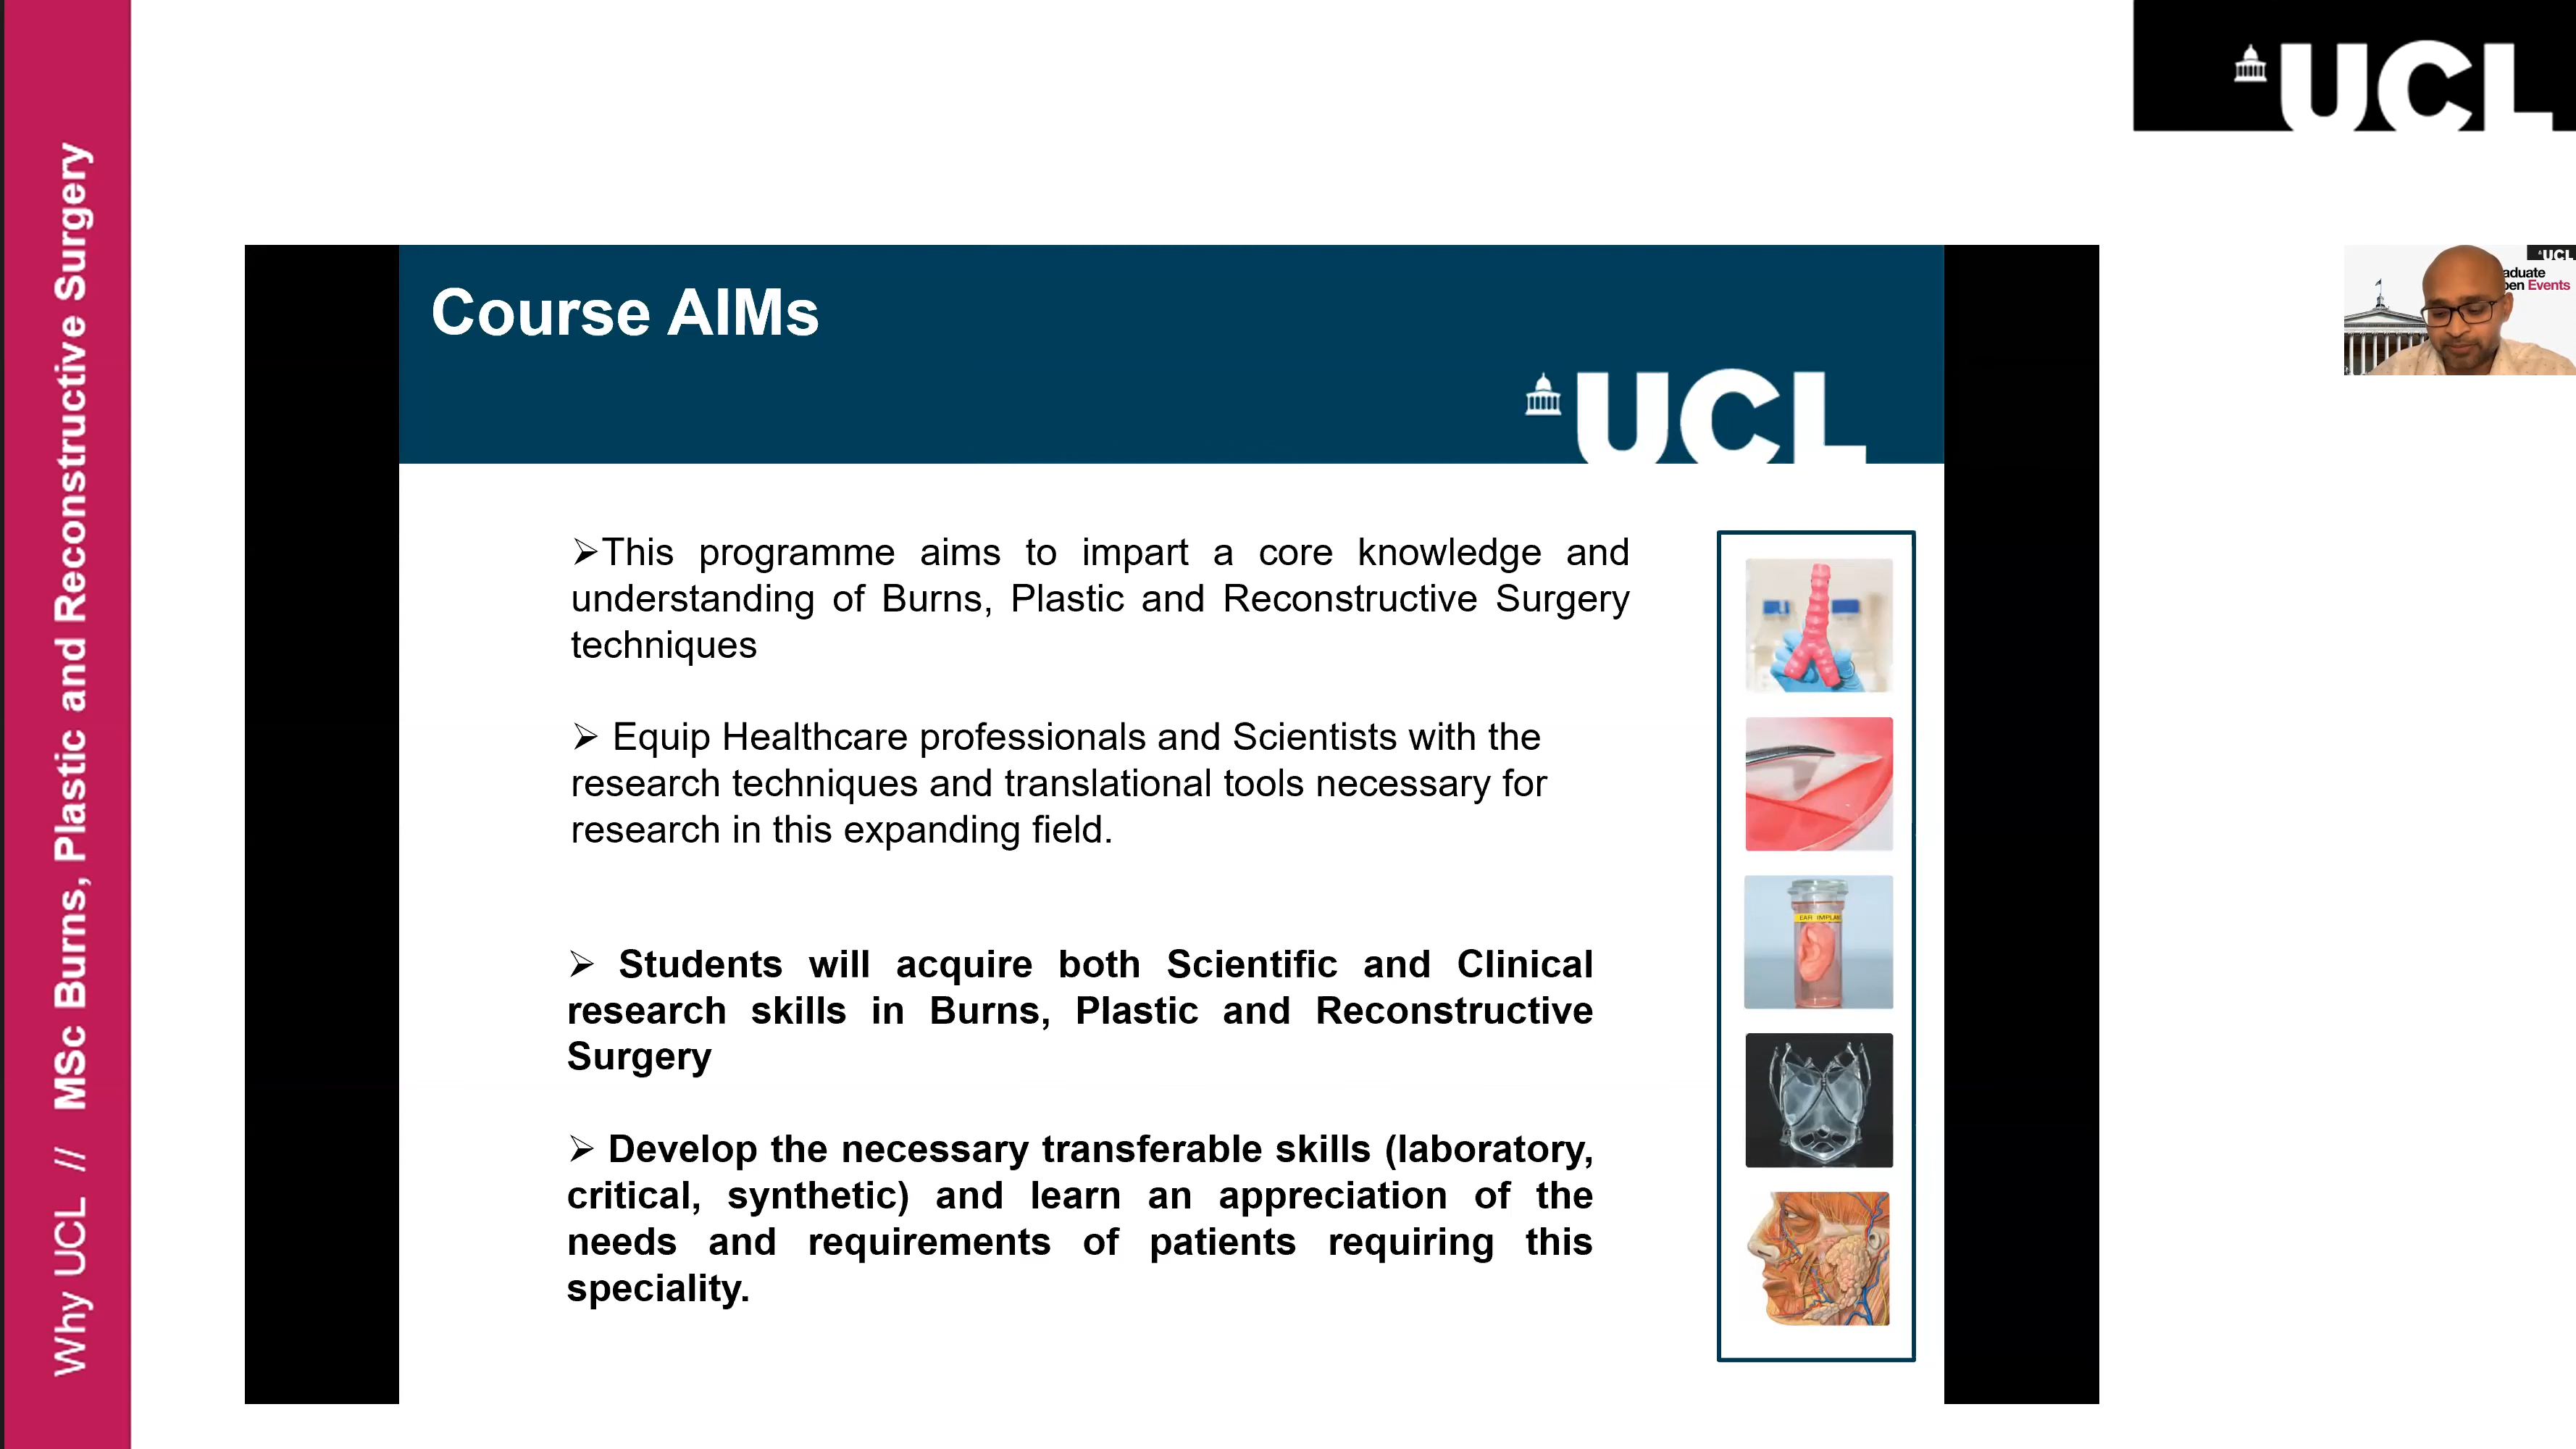 Why UCL // MSc Burns, Plastic and Reconstructive Surgery
UCL
Course AIMs
UCL
➢This programme aims to impart a core knowledge and
understanding of Burns, Plastic and Reconstructive Surgery
techniques
➢ Equip Healthcare professionals and Scientists with the
research techniques and translational tools necessary for
research in this expanding field.
➢ Students will acquire both Scientific and Clinical
research skills in Burns, Plastic and Reconstructive
Surgery
➢ Develop the necessary transferable skills (laboratory,
critical, synthetic) and learn an appreciation of the
needs and requirements of patients requiring this
speciality.
EAR IMPLAN
UCL
aduate
pen Events